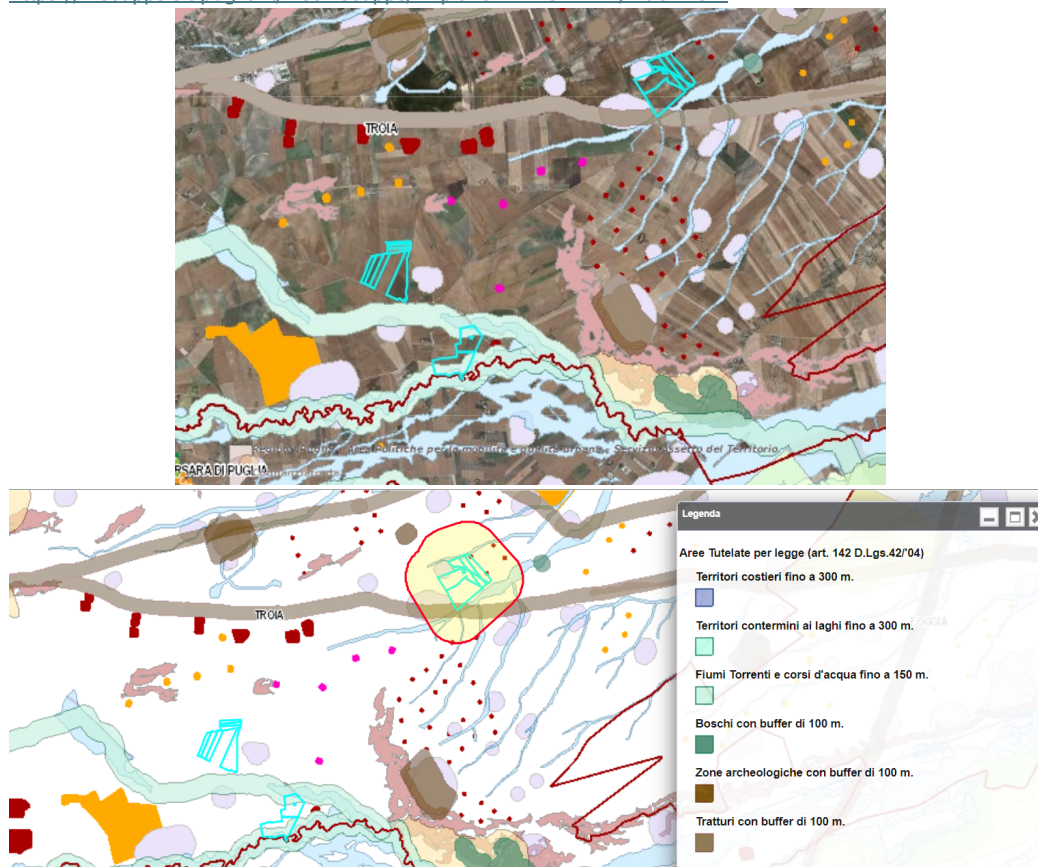 TROIA
Regione Puglia - Area Politiche per la mobilità e qualità urbana - Servizio Assetto del Territorio
RSARA DI PUGLIA
Legenda
Aree Tutelate per legge (art. 142 D.Lgs.42/'04)
Territori costieri fino a 300 m.
Territori contermini ai laghi fino a 300 m.
TROIA
FOGGIA
Fiumi Torrenti e corsi d'acqua fino a 150 m.
Boschi con buffer di 100 m.
Zone archeologiche con buffer di 100 m.
Tratturi con buffer di 100 m.